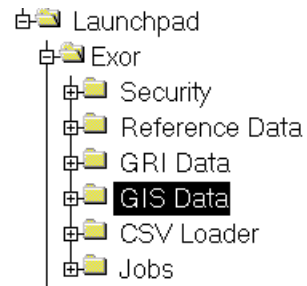 Launchpad
Exor
Security
Reference Data
GRI Data
GIS Data
CSV Loader
Jobs